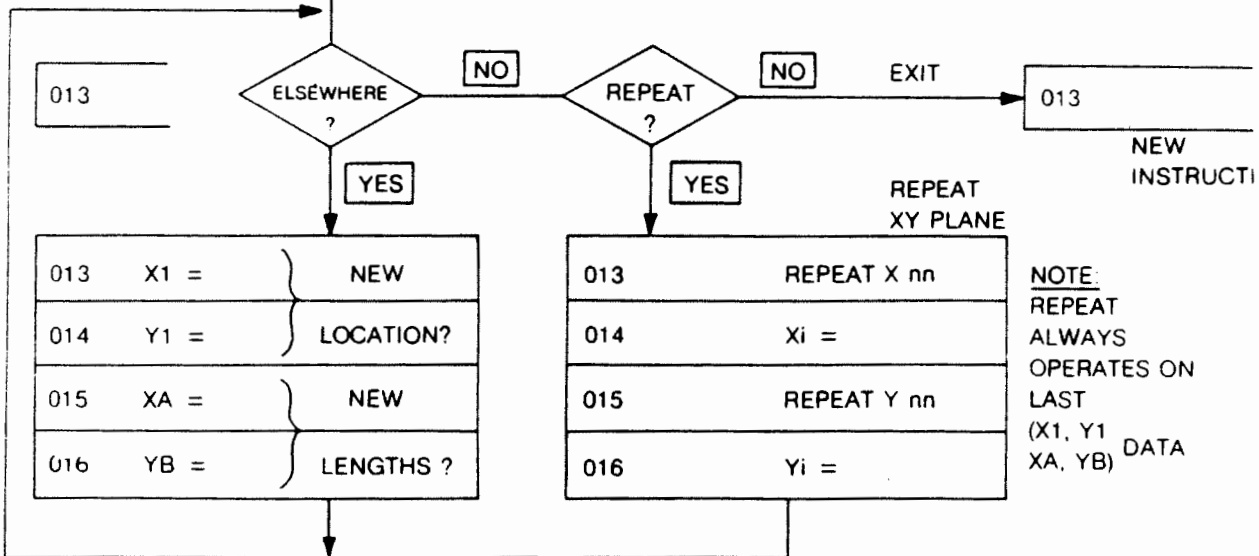 013
ELSEWHERE
?
NO
REPEAT
?
NO
EXIT
013
NEW
INSTRUCTI
YES
YES
REPEAT
XY PLANE
013 X1 = NEW
014 Y1 = LOCATION?
015 XA = NEW
016 YB = LENGTHS ?
013 REPEAT X nn
014 Xi =
015 REPEAT Y nn
016 Yi =
NOTE:
REPEAT
ALWAYS
OPERATES ON
LAST
(X1, Y1
XA, YB) DATA